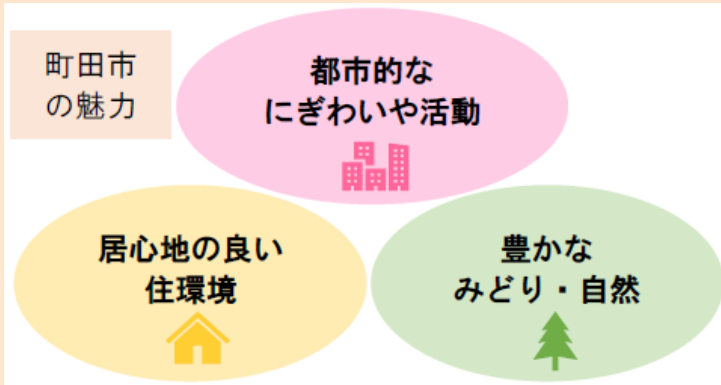 町田市
の魅力
都市的な
にぎわいや活動
居心地の良い
住環境
豊かな
みどり・自然